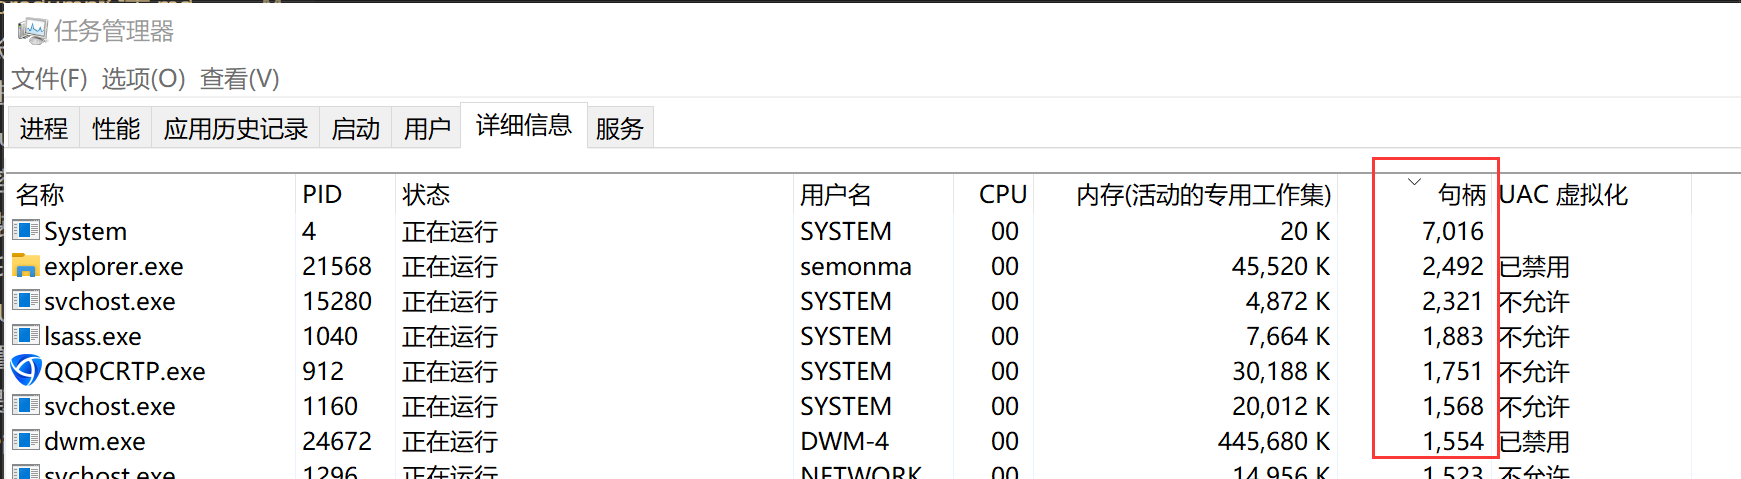 任务管理器
文件(F) 选项(O) 查看(V)
进程 性能 应用历史记录 启动 用户 详细信息 服务
名称 PID 状态 用户名 CPU 内存(活动的专用工作集) 句柄 UAC 虚拟化
System 4 正在运行 SYSTEM 00 20 K 7,016
explorer.exe 21568 正在运行 semonma 00 45,520 K 2,492 已禁用
svchost.exe 15280 正在运行 SYSTEM 00 4,872 K 2,321 不允许
lsass.exe 1040 正在运行 SYSTEM 00 7,664 K 1,883 不允许
QQPCRTP.exe 912 正在运行 SYSTEM 00 30,188 K 1,751 不允许
svchost.exe 1160 正在运行 SYSTEM 00 20,012 K 1,568 不允许
dwm.exe 24672 正在运行 DWM-4 00 445,680 K 1,554 已禁用
svchost.exe 1296 正在运行 NETWORK 00 14,956 K 1,523 不允许